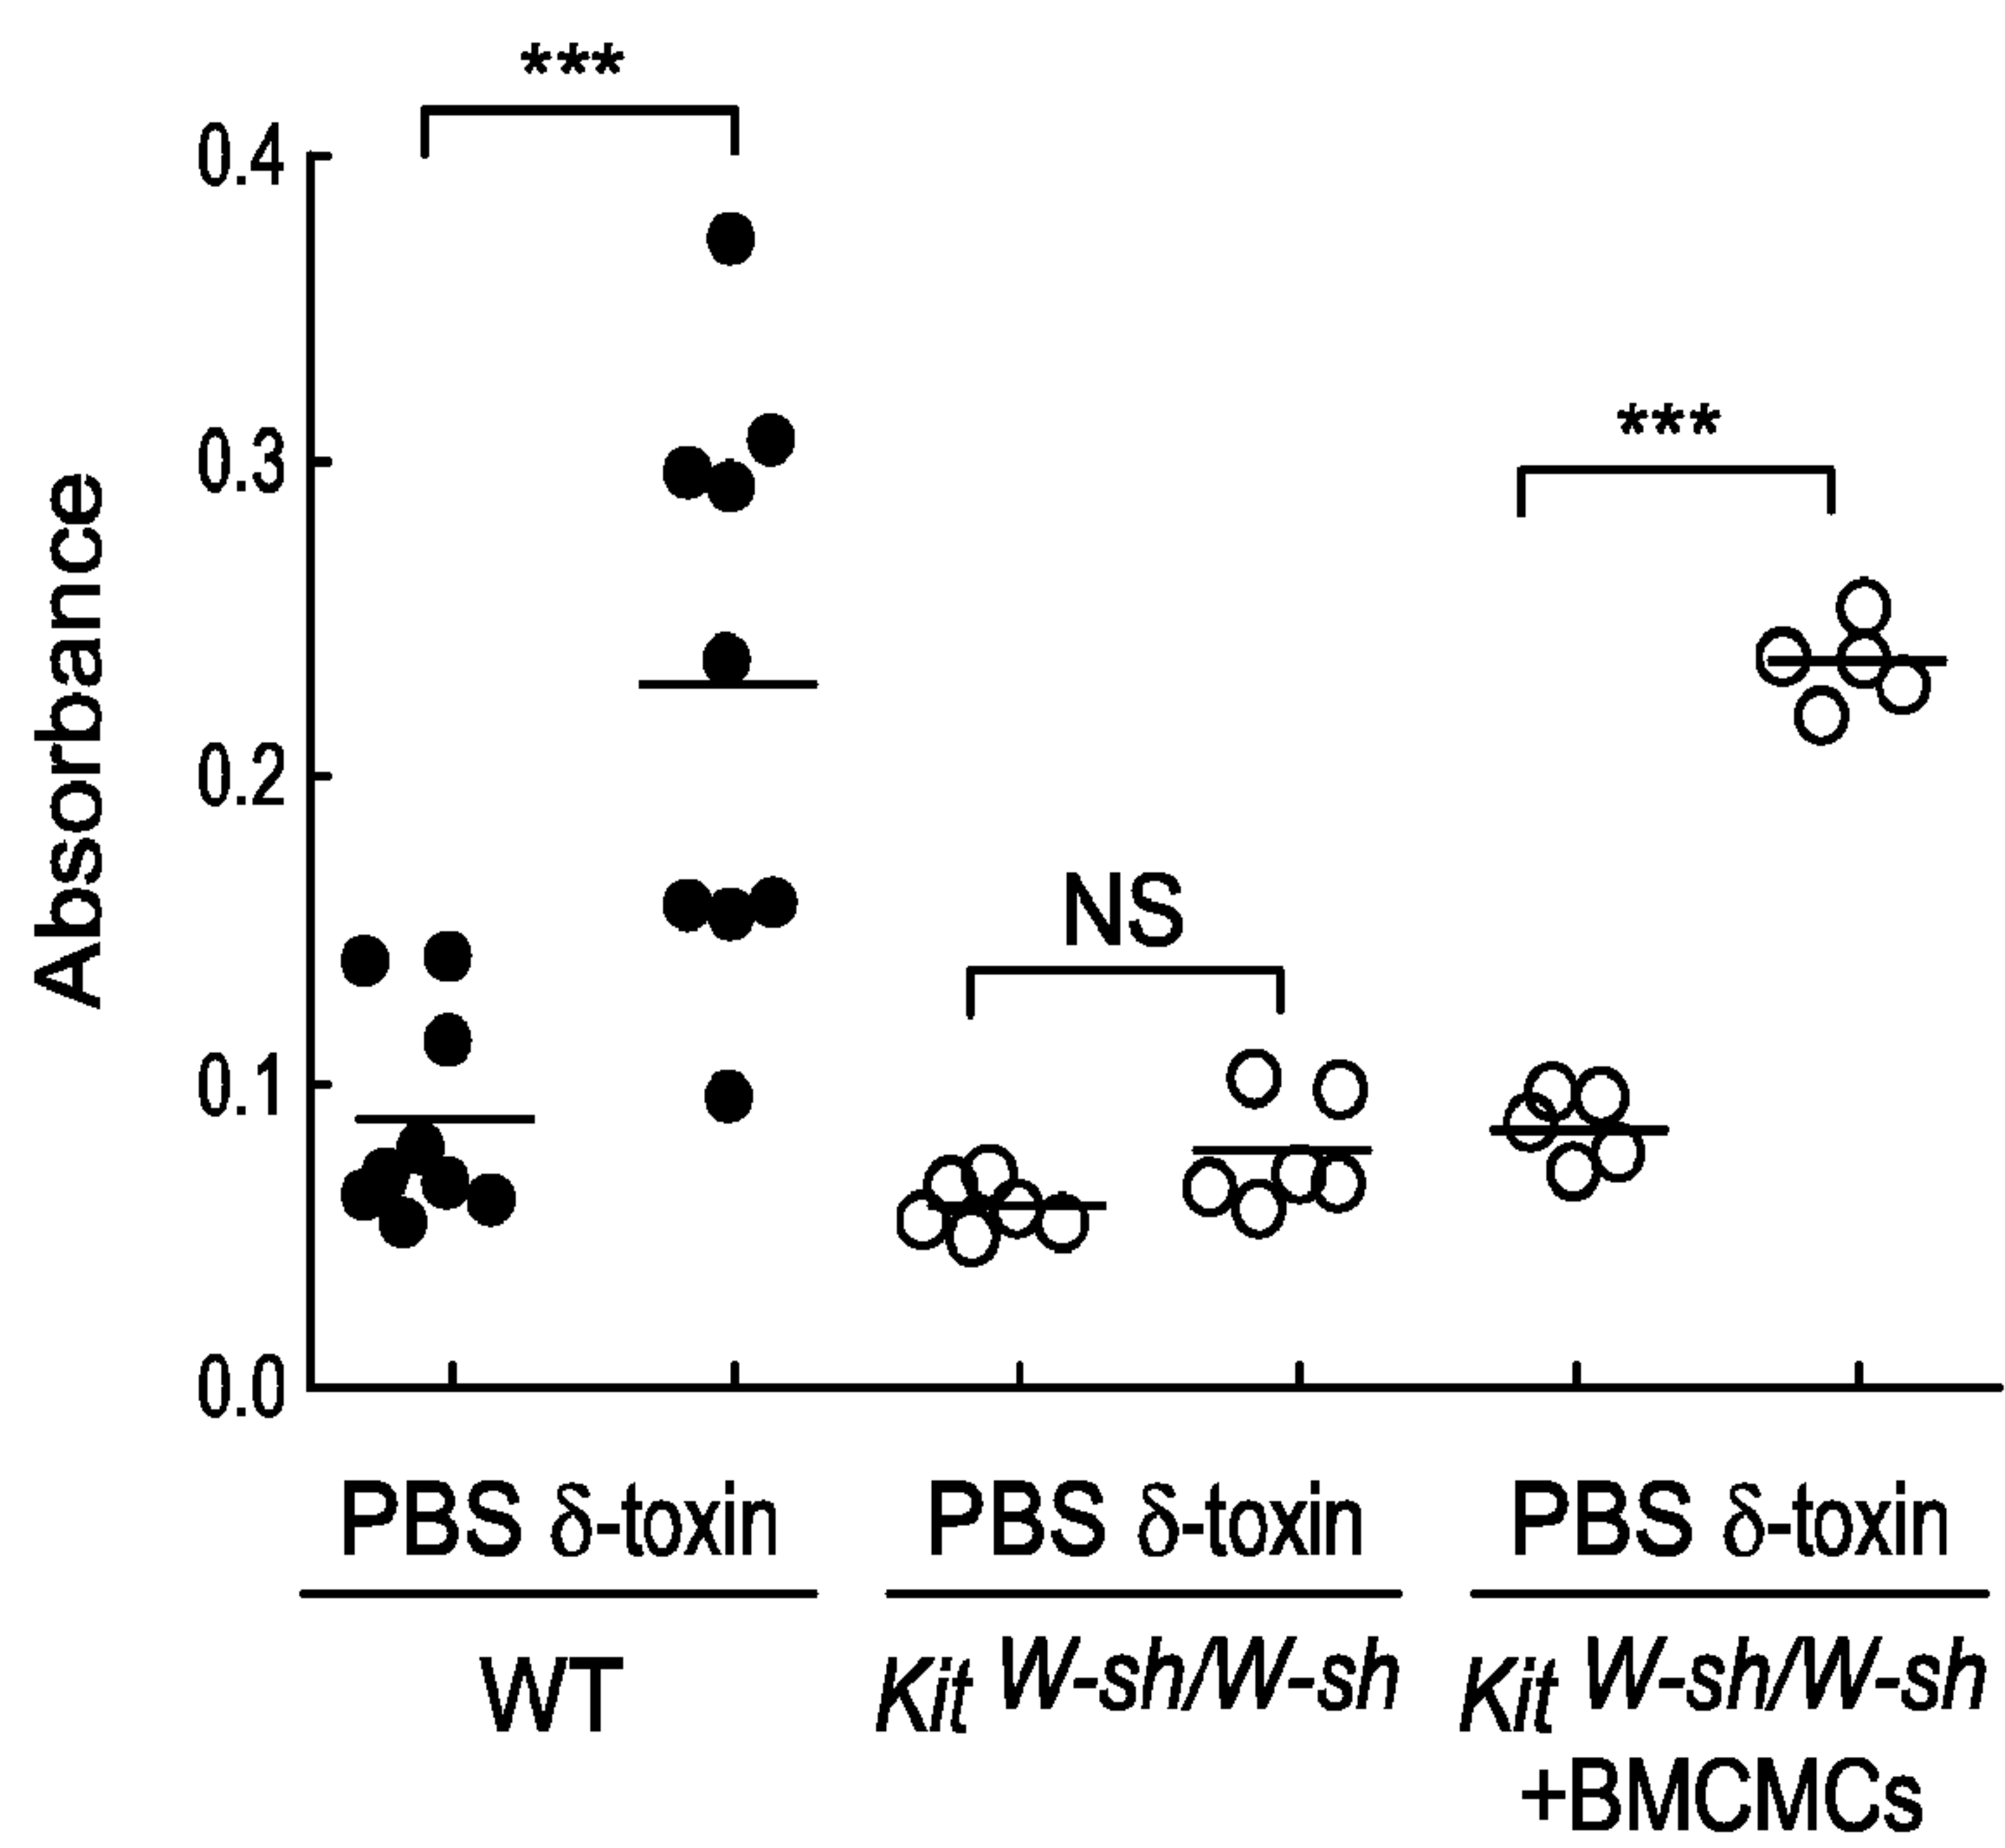 ***
0.4
0.3
***
0.2
NS
0.1
0.0
Absorbance
PBS δ-toxin PBS δ-toxin PBS δ-toxin
WT Kit W-sh/W-sh Kit W-sh/W-sh
+BMCMCs